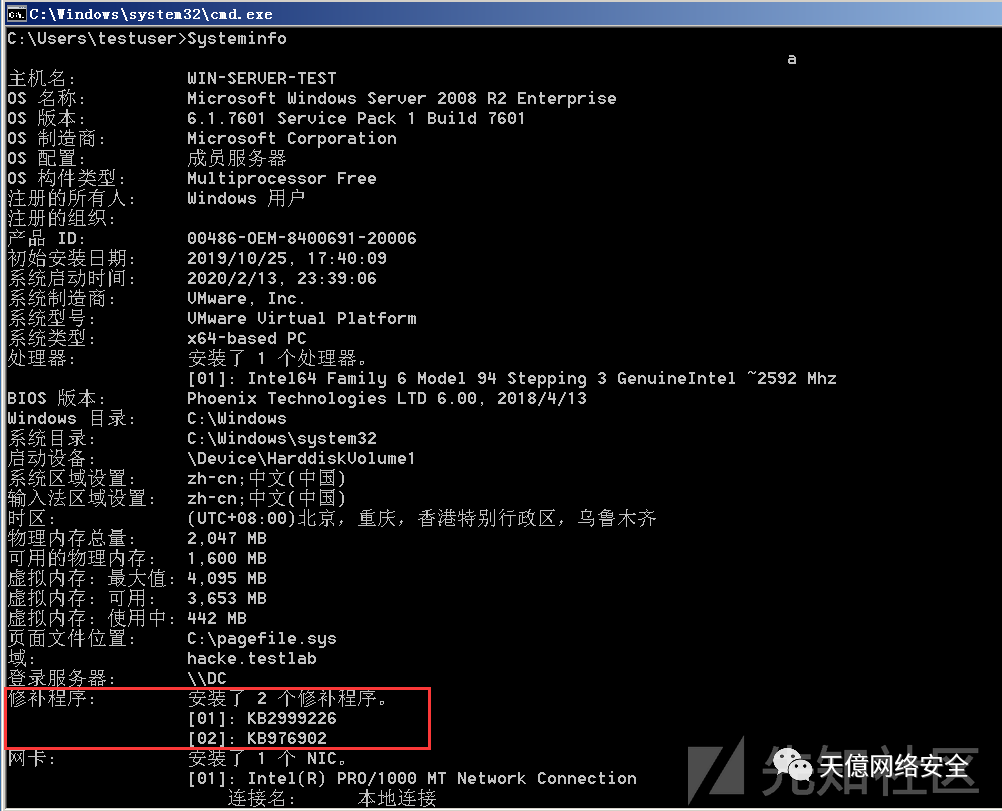 C:\Windows\system32\cmd.exe
C:\Users\testuser>Systeminfo
a
主机名: WIN-SERVER-TEST
OS 名称: Microsoft Windows Server 2008 R2 Enterprise
OS 版本: 6.1.7601 Service Pack 1 Build 7601
OS 制造商: Microsoft Corporation
OS 配置: 成员服务器
OS 构件类型: Multiprocessor Free
注册的所有人: Windows 用户
注册的组织:
产品 ID: 00486-OEM-8400691-20006
初始安装日期: 2019/10/25, 17:40:09
系统启动时间: 2020/2/13, 23:39:06
系统制造商: VMware, Inc.
系统型号: VMware Virtual Platform
系统类型: x64-based PC
处理器: 安装了 1 个处理器。
[01]: Intel64 Family 6 Model 94 Stepping 3 GenuineIntel ~2592 Mhz
BIOS 版本: Phoenix Technologies LTD 6.00, 2018/4/13
Windows 目录: C:\Windows
系统目录: C:\Windows\system32
启动设备: \Device\HarddiskVolume1
系统区域设置: zh-cn;中文(中国)
输入法区域设置: zh-cn;中文(中国)
时区: (UTC+08:00)北京，重庆，香港特别行政区，乌鲁木齐
物理内存总量: 2,047 MB
可用的物理内存: 1,600 MB
虚拟内存: 最大值: 4,095 MB
虚拟内存: 可用: 3,653 MB
虚拟内存: 使用中: 442 MB
页面文件位置: C:\pagefile.sys
域: hacke.testlab
登录服务器: \\DC
修补程序: 安装了 2 个修补程序。
[01]: KB2999226
[02]: KB976902
网卡: 安装了 1 个 NIC。
[01]: Intel(R) PRO/1000 MT Network Connection
连接名: 本地连接
先知社区
天億网络安全